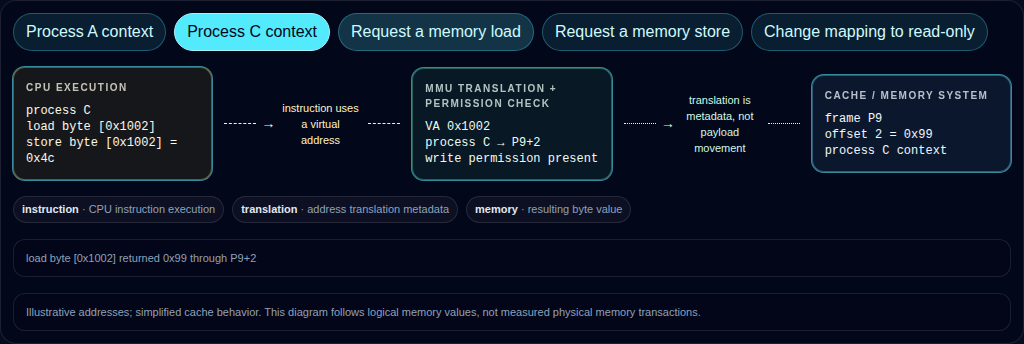 Process A context
Process C context
Request a memory load
Request a memory store
Change mapping to read-only
CPU EXECUTION
process C
load byte [0x1002]
store byte [0x1002] =
0x4c
→
instruction uses
a virtual
address
MMU TRANSLATION +
PERMISSION CHECK
VA 0x1002
process C → P9+2
write permission present
→
translation is
metadata, not
payload
movement
CACHE / MEMORY SYSTEM
frame P9
offset 2 = 0x99
process C context
instruction · CPU instruction execution
translation · address translation metadata
memory · resulting byte value
load byte [0x1002] returned 0x99 through P9+2
Illustrative addresses; simplified cache behavior. This diagram follows logical memory values, not measured physical memory transactions.